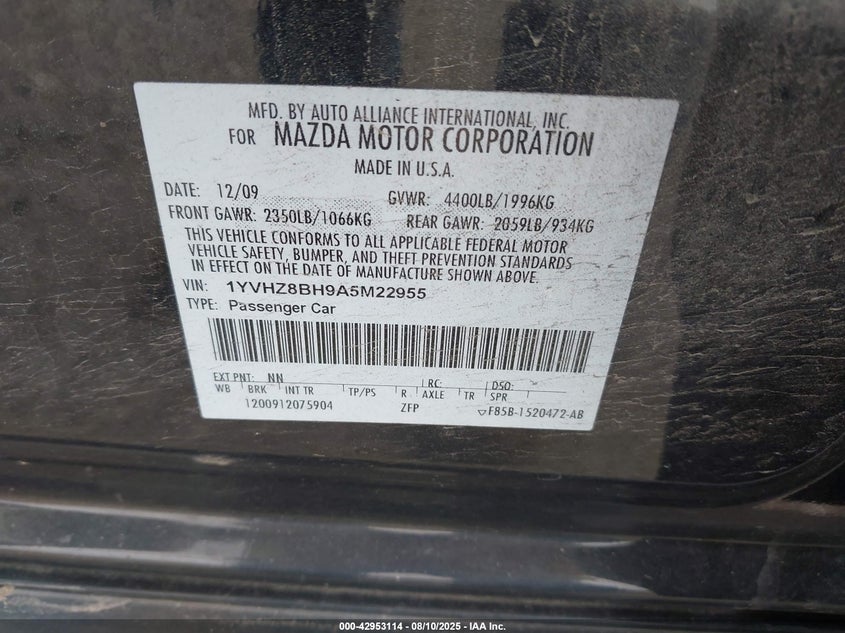 MFD. BY AUTO ALLIANCE INTERNATIONAL, INC.
FOR MAZDA MOTOR CORPORATION
MADE IN U.S.A.
DATE: 12/09 GVWR: 4400LB/1996KG
FRONT GAWR: 2350LB/1066KG REAR GAWR: 2059LB/934KG
THIS VEHICLE CONFORMS TO ALL APPLICABLE FEDERAL MOTOR
VEHICLE SAFETY, BUMPER, AND THEFT PREVENTION STANDARDS
IN EFFECT ON THE DATE OF MANUFACTURE SHOWN ABOVE.
VIN: 1YVHZ8BH9A5M22955
TYPE: Passenger Car
EXT PNT: NN RC: DSO:
WB BRK INT TR TP/PS R AXLE TR SPR
1200912075904 ZFP F85B-1520472-AB
000-42953114 - 08/10/2025 - IAA Inc.